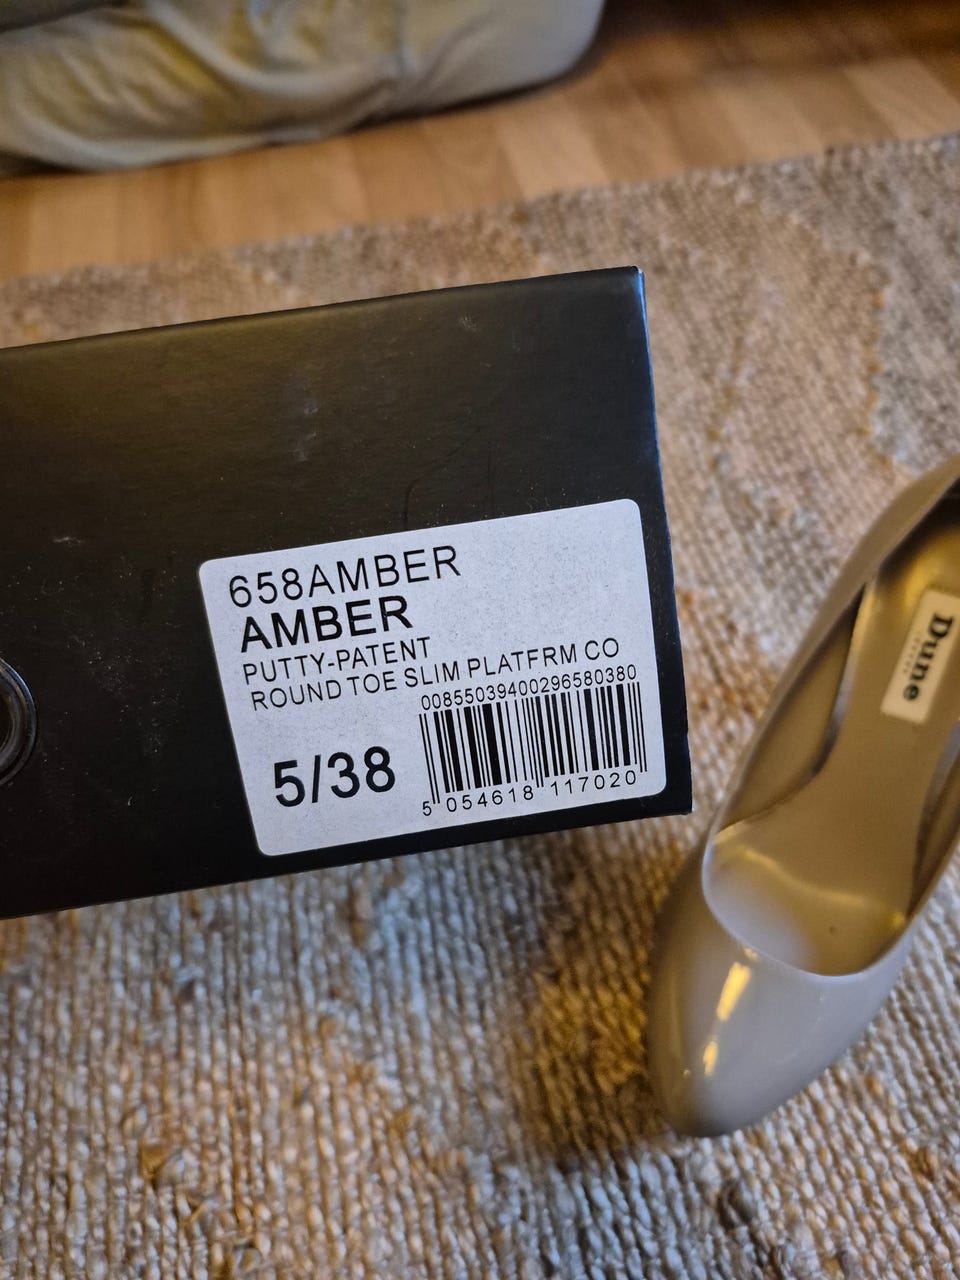 658AMBER
AMBER
PUTTY-PATENT
ROUND TOE SLIM PLATFRM CO
00855039400296580380
5/38
5 054618 117020
Dune